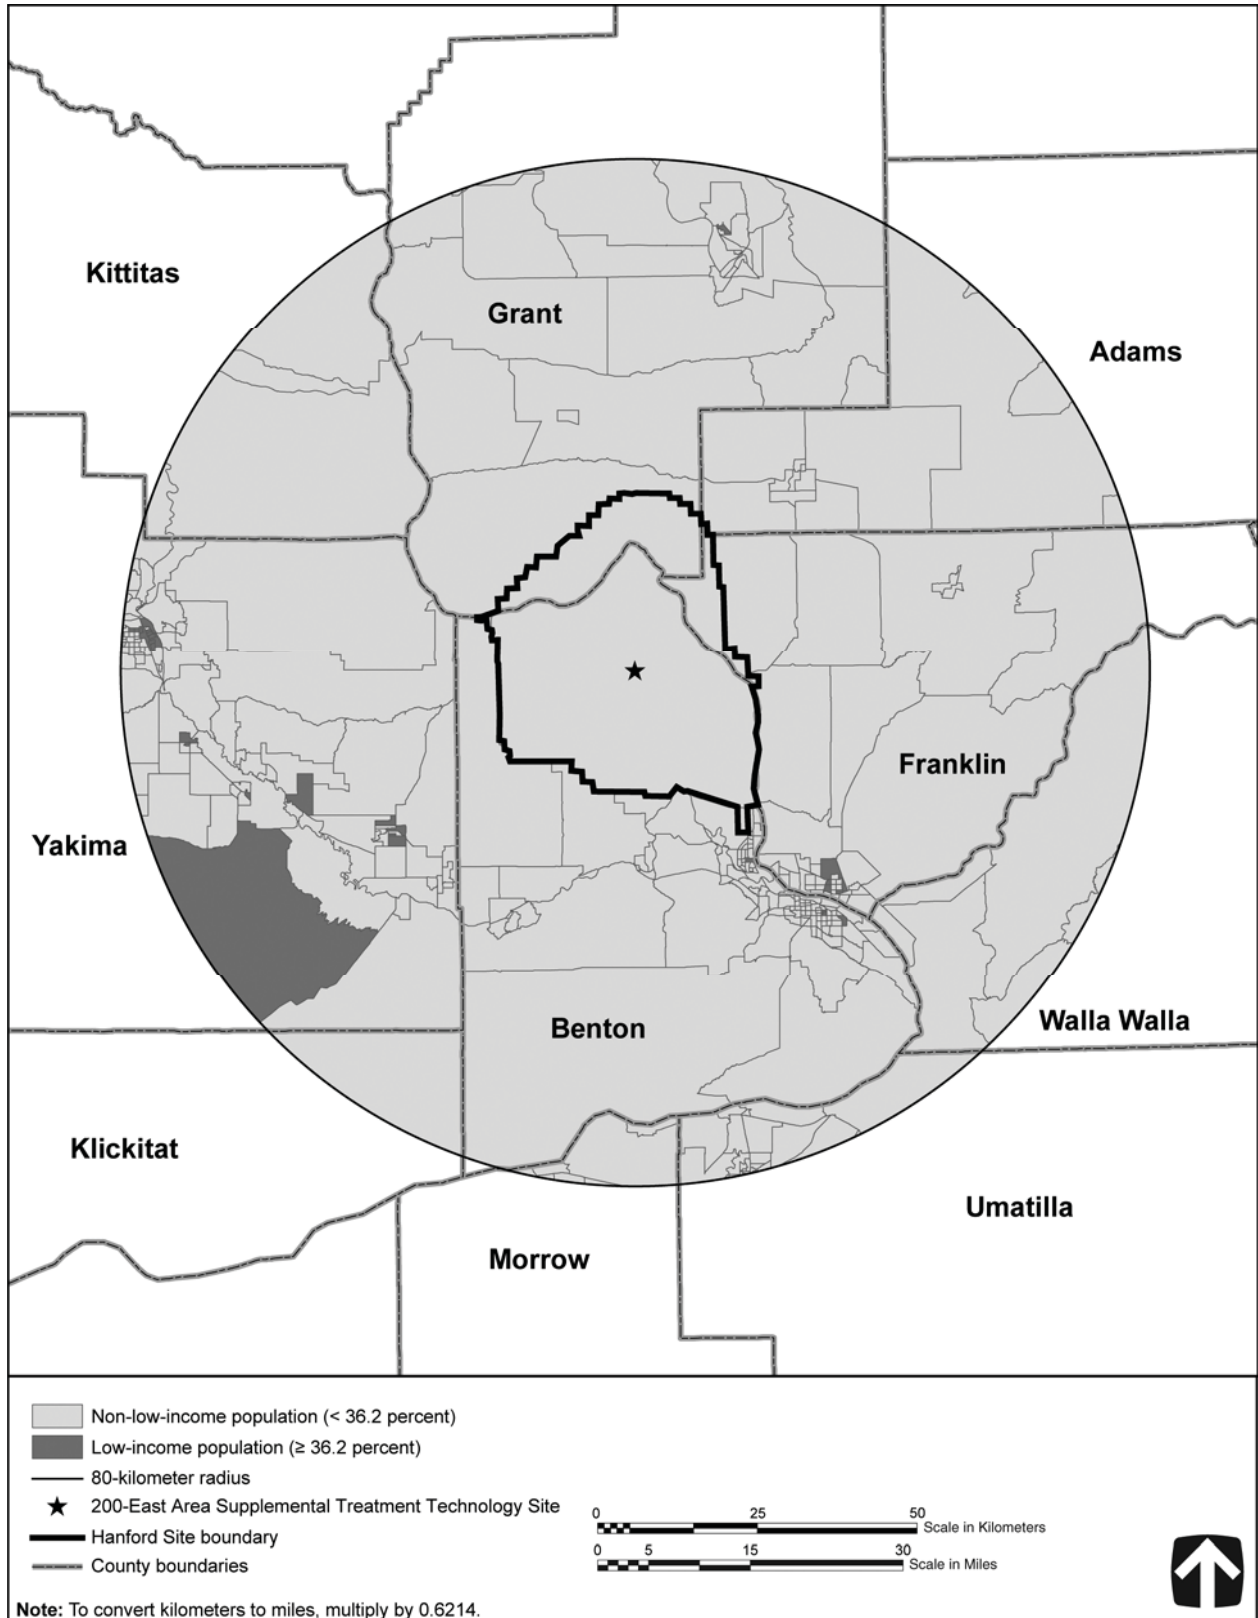 Kittitas
Grant
Adams
Franklin
Yakima
Benton
Walla Walla
Klickitat
Umatilla
Morrow
Non-low-income population (< 36.2 percent)
Low-income population (≥ 36.2 percent)
80-kilometer radius
200-East Area Supplemental Treatment Technology Site
Hanford Site boundary
County boundaries
0 25 50
Scale in Kilometers
0 5 15 30
Scale in Miles
Note: To convert kilometers to miles, multiply by 0.6214.